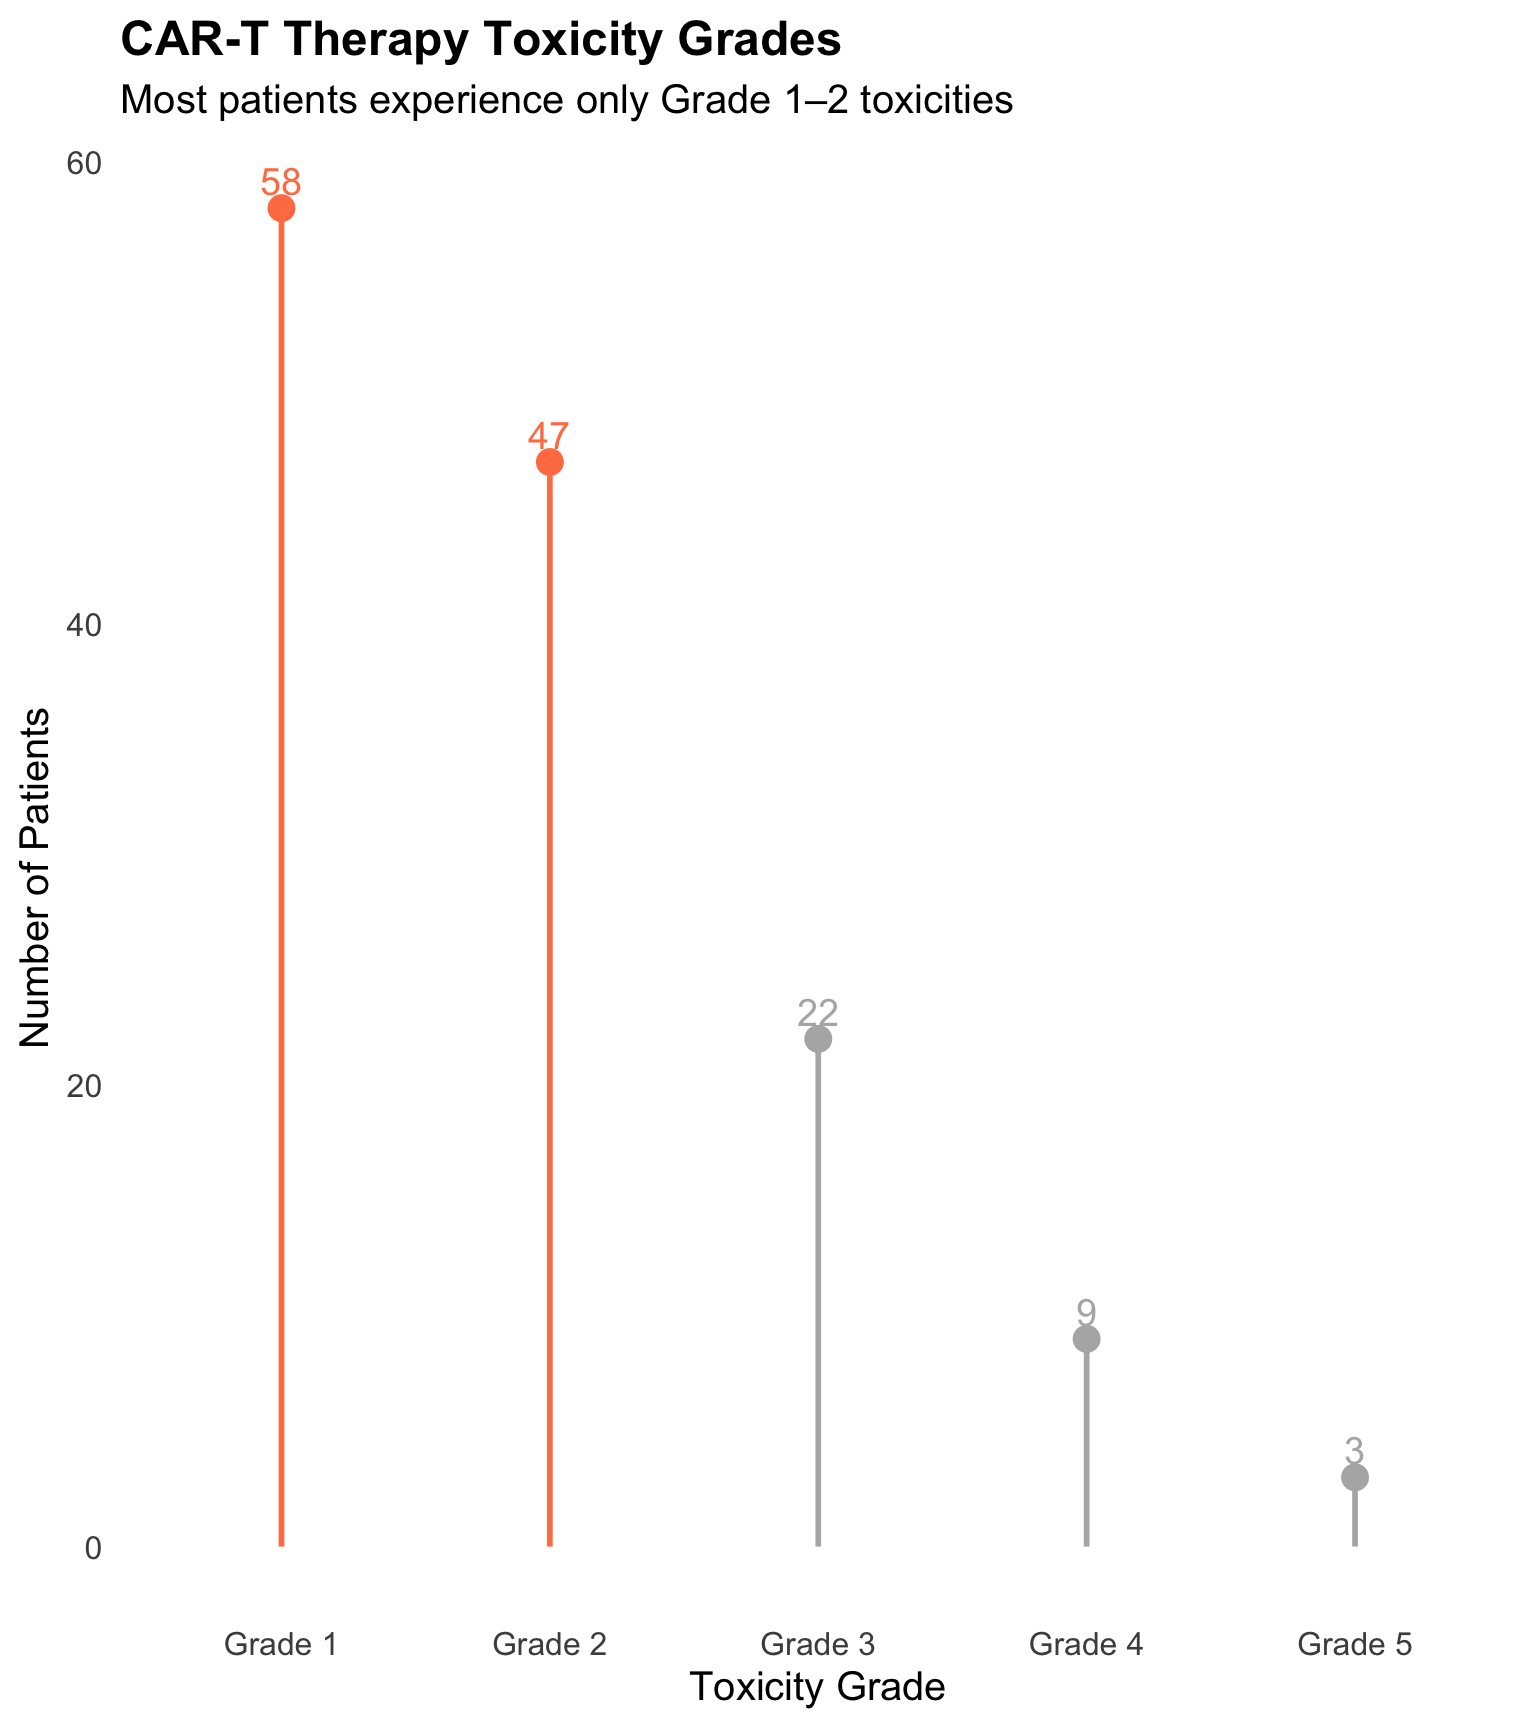 CAR-T Therapy Toxicity Grades
Most patients experience only Grade 1–2 toxicities
60
58
47
40
Number of Patients
22
20
9
3
0
Grade 1 Grade 2 Grade 3 Grade 4 Grade 5
Toxicity Grade